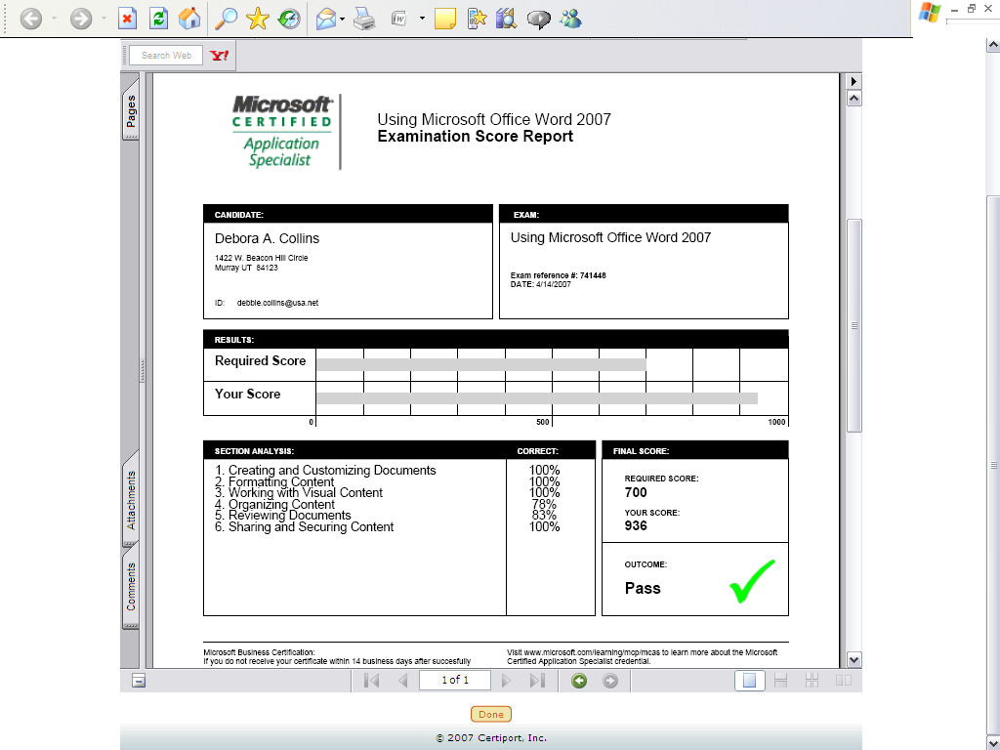 Search Web Y!
Pages
Microsoft
CERTIFIED
Application
Specialist
Using Microsoft Office Word 2007
Examination Score Report
CANDIDATE:
Debora A. Collins
1422 W. Beacon Hill Circle
Murray UT 84123
ID: debbie.collins@usa.net
EXAM:
Using Microsoft Office Word 2007
Exam reference #: 741448
DATE: 4/14/2007
RESULTS:
Required Score
Your Score
0 500 1000
SECTION ANALYSIS: CORRECT:
1. Creating and Customizing Documents 100%
2. Formatting Content 100%
3. Working with Visual Content 100%
4. Organizing Content 78%
5. Reviewing Documents 83%
6. Sharing and Securing Content 100%
FINAL SCORE:
REQUIRED SCORE:
700
YOUR SCORE:
936
OUTCOME:
Pass
Attachments
Comments
Microsoft Business Certification:
If you do not receive your certificate within 14 business days after succesfully
Visit www.microsoft.com/learning/mcp/mcas to learn more about the Microsoft
Certified Application Specialist credential.
1 of 1
Done
© 2007 Certiport, Inc.